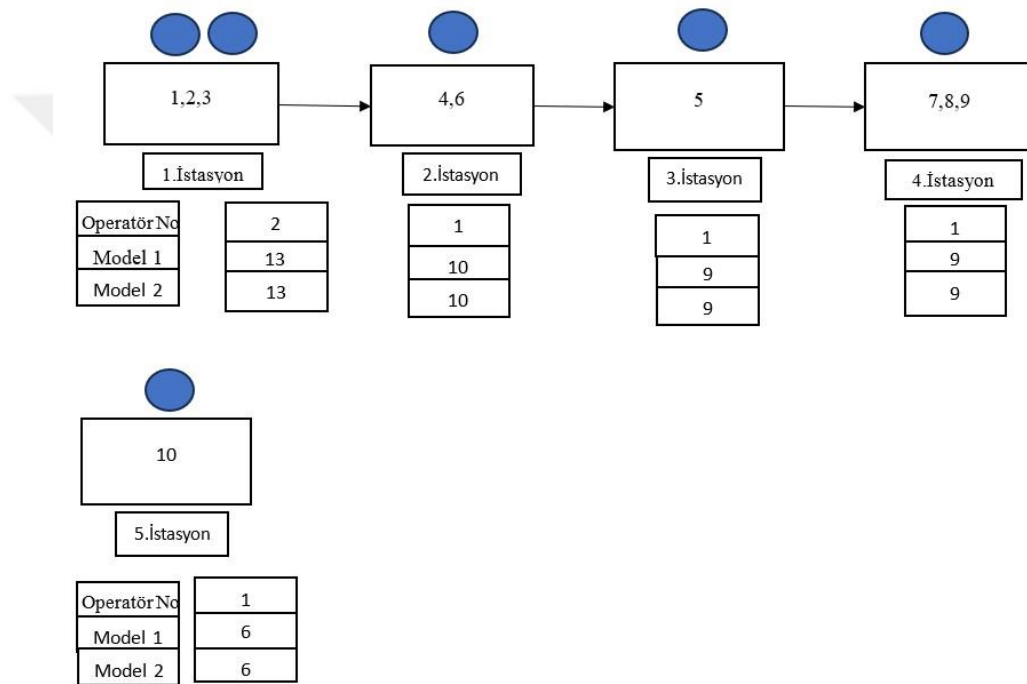 1,2,3
4,6
5
7,8,9
1.İstasyon
2.İstasyon
3.İstasyon
4.İstasyon
Operatör No
2
1
1
1
Model 1
13
10
9
9
Model 2
13
10
9
9
10
5.İstasyon
Operatör No
1
Model 1
6
Model 2
6